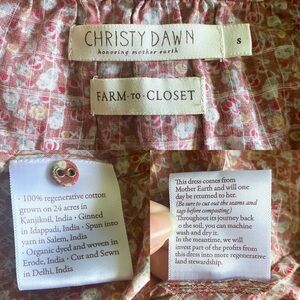 CHRISTY DAWN
honoring mother earth
S
FARM · TO · CLOSET
· 100% regenerative cotton
grown on 24 acres in
Kanjikoil, India · Ginned
in Idappadi, India · Spun into
yarn in Salem, India
· Organic dyed and woven in
Erode, India · Cut and Sewn
in Delhi, India
This dress comes from
Mother Earth and will one
day be returned to her.
(Be sure to cut out the seams and
tags before composting)
Throughout its journey back
to the soil, you can machine
wash and dry it.
In the meantime, we will
invest part of the profits from
this dress into more regenerative
land stewardship.